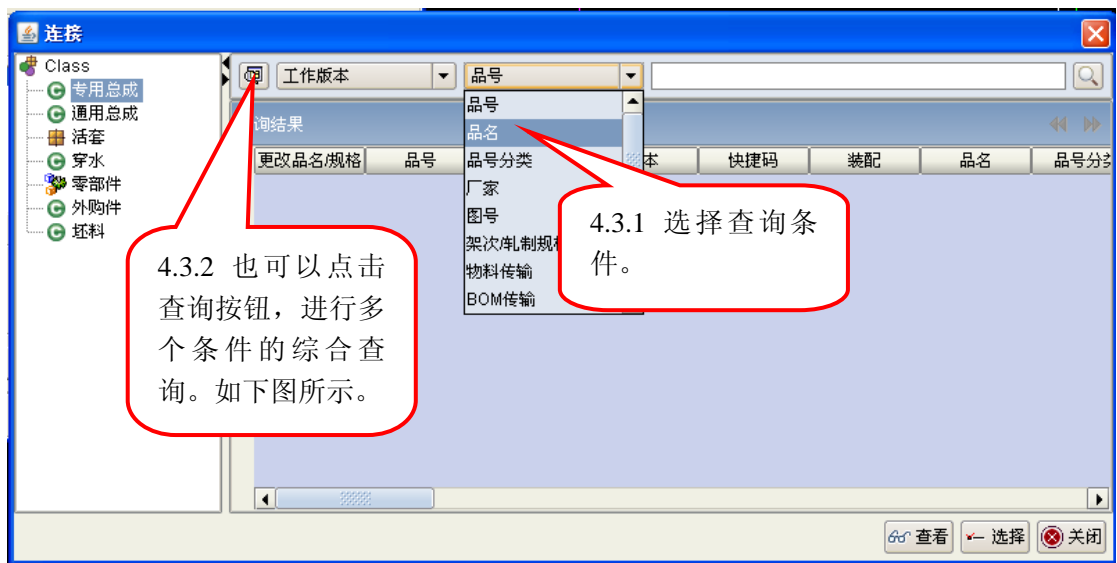 连接
Class
专用总成
通用总成
活套
穿水
零部件
外购件
坯料
工作版本
品号
品号
品名
品号分类
厂家
图号
架次/轧制规
物料传输
BOM传输
询结果
更改品名/规格 品号 本 快捷码 装配 品名 品号分类
4.3.1 选择查询条
件。
4.3.2 也可以点击
查询按钮，进行多
个条件的综合查
询。如下图所示。
查看 选择 关闭